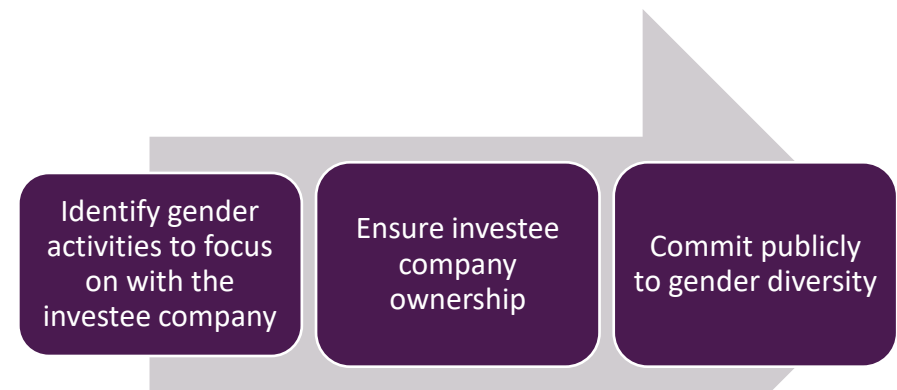 Identify gender
activities to focus
on with the
investee company
Ensure investee
company
ownership
Commit publicly
to gender diversity